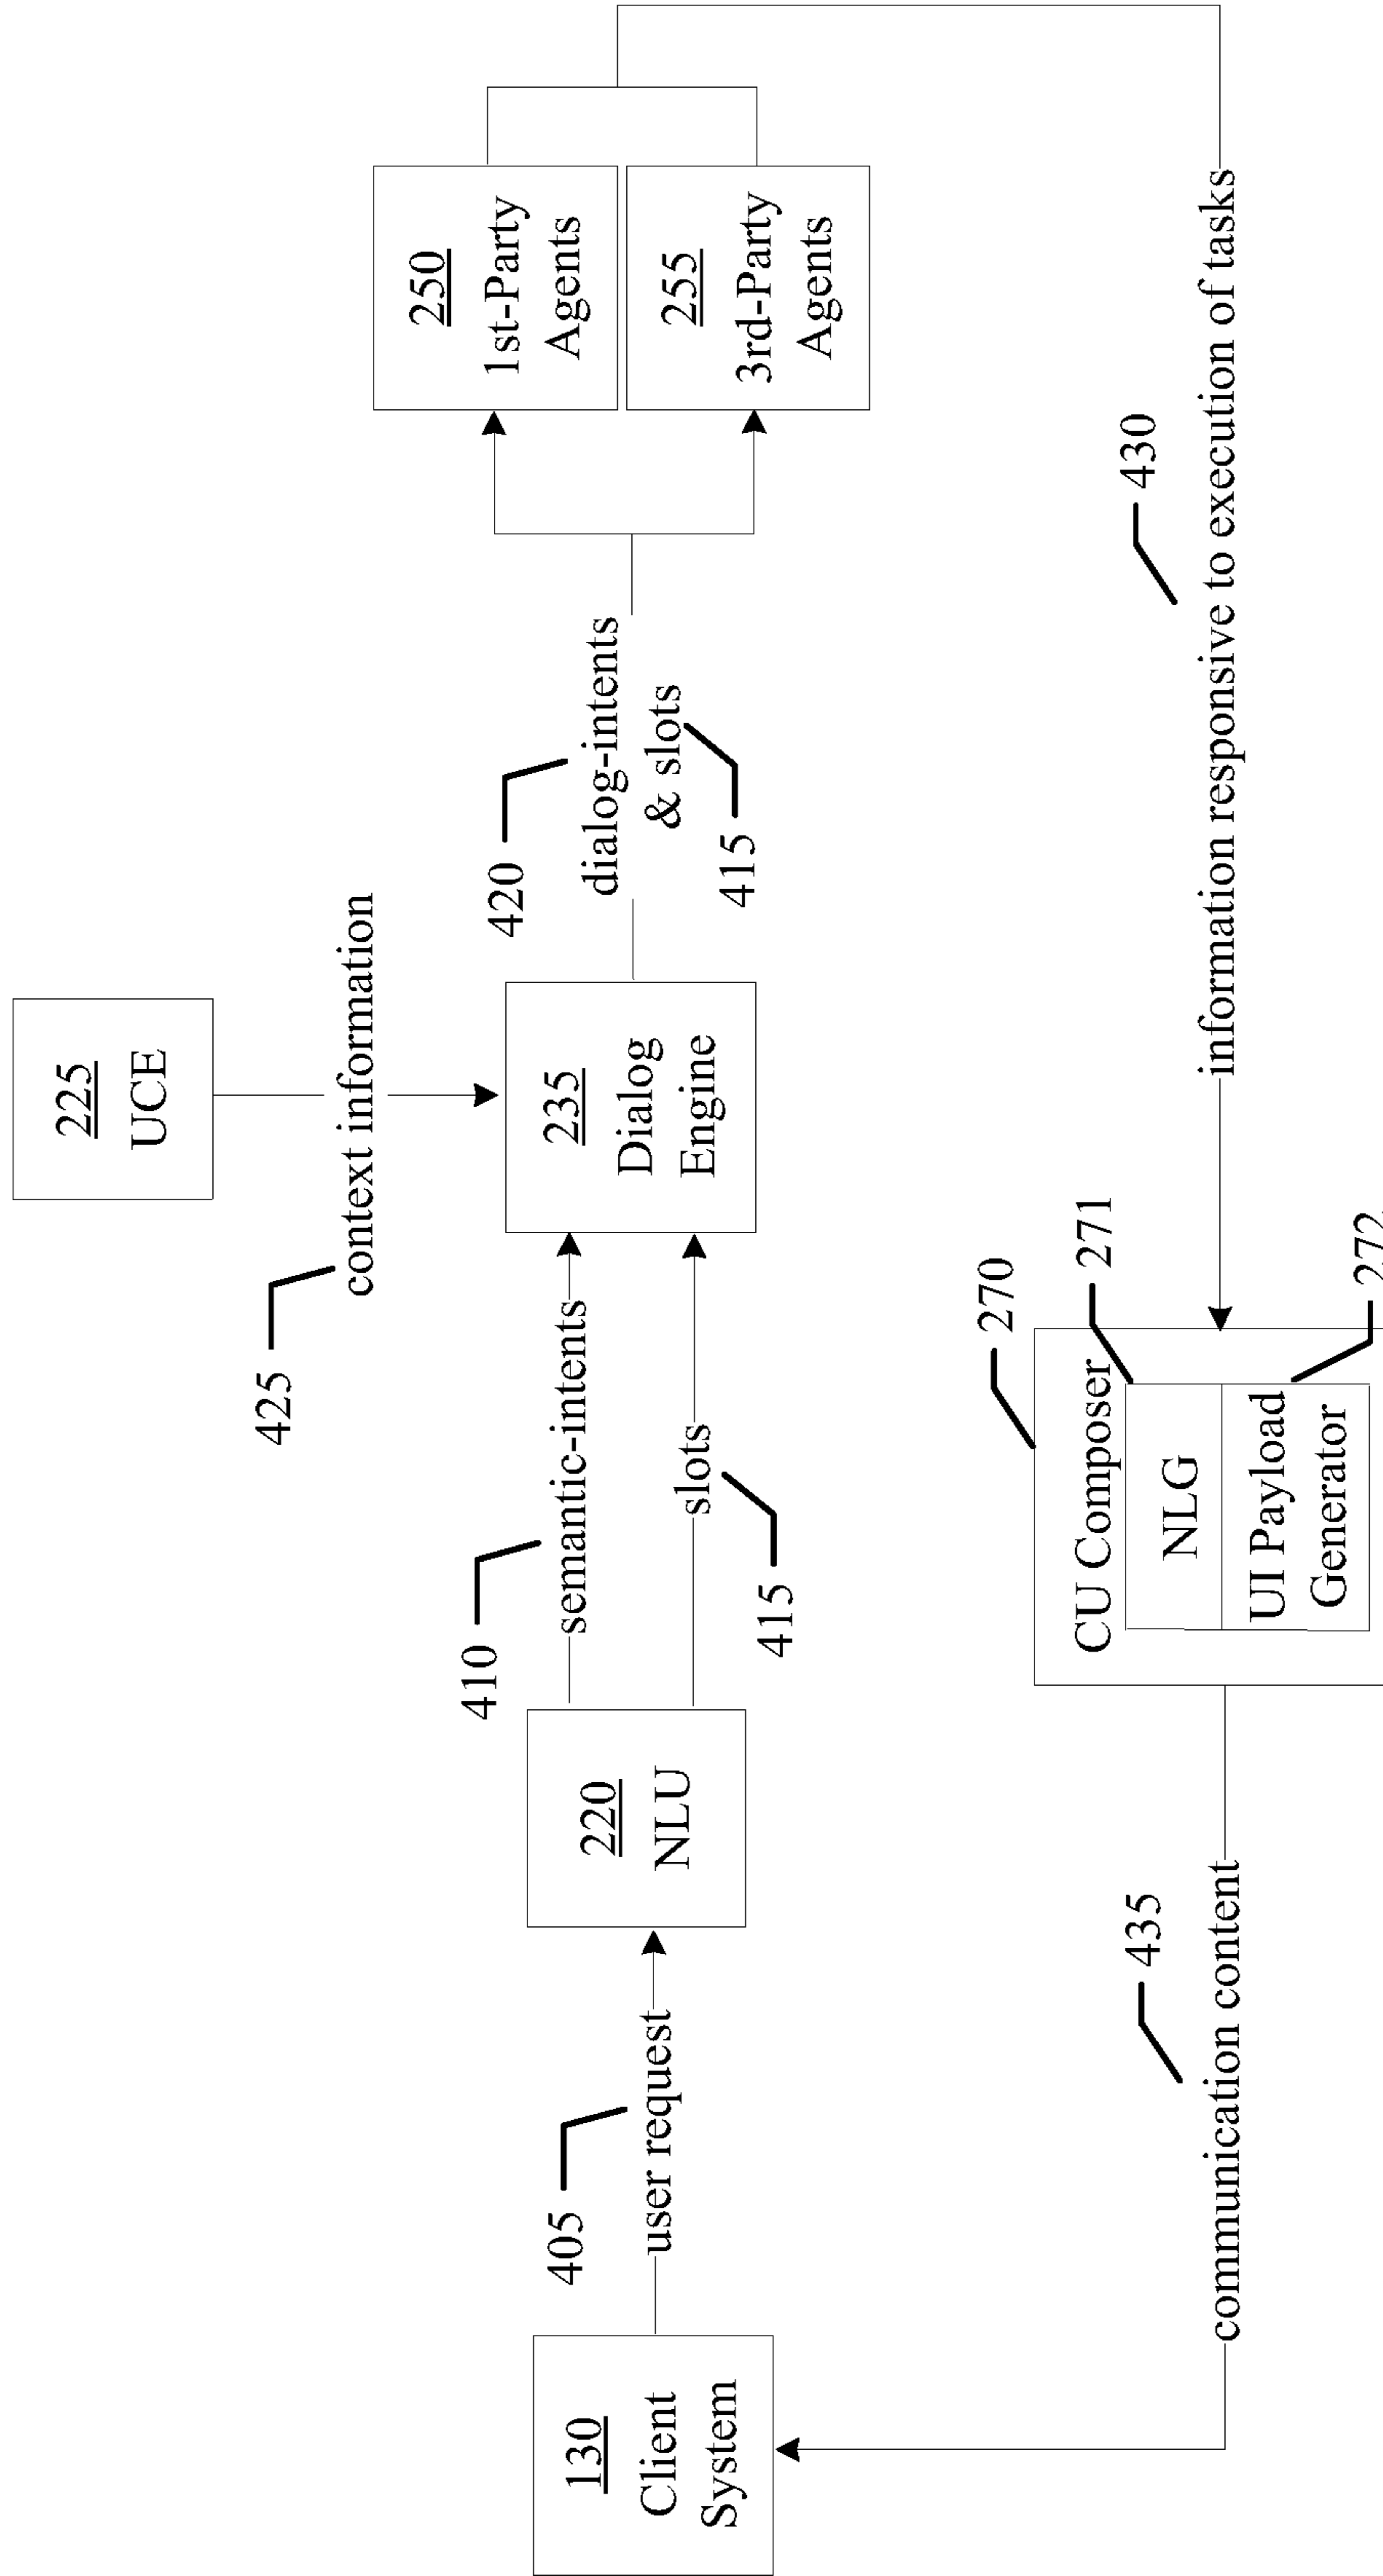 225
UCE
425
context information
130
Client
System
405
user request
220
NLU
410
semantic-intents
slots
415
235
Dialog
Engine
420
dialog-intents
& slots
415
250
1st-Party
Agents
255
3rd-Party
Agents
435
communication content
270
271
CU Composer
NLG
UI Payload
Generator
272
430
information responsive to execution of tasks